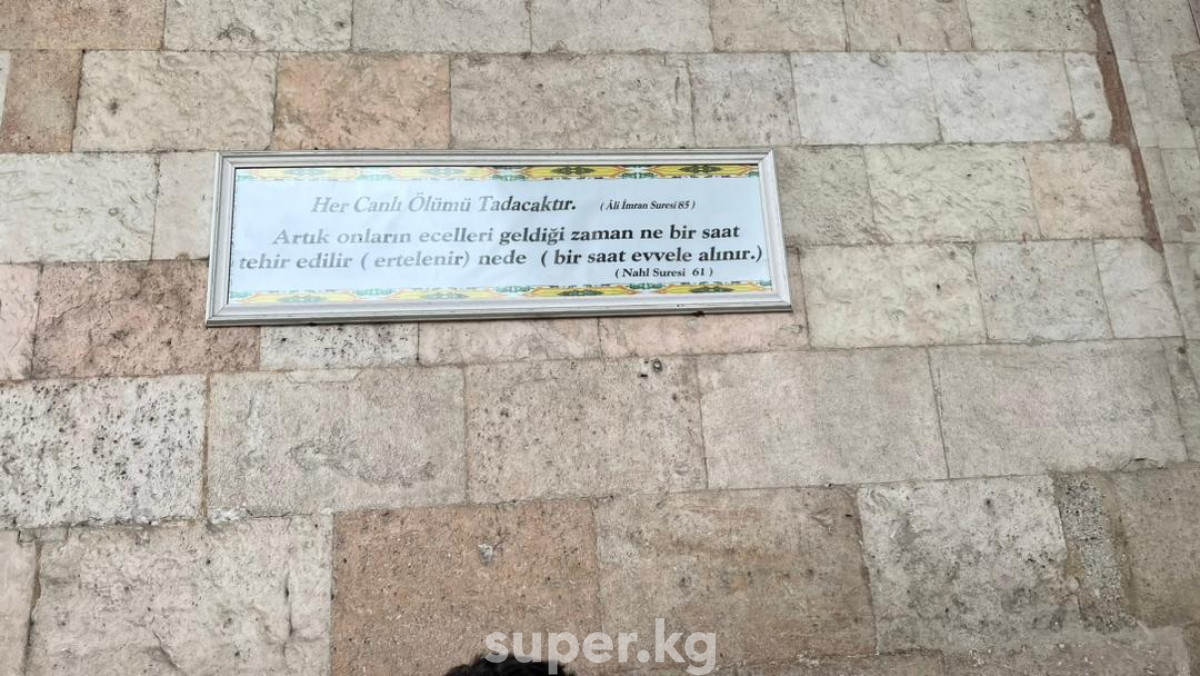 Her Canlı Ölümü Tadacaktır. ( Âli İmran Suresi 85 )
Artık onların ecelleri geldiği zaman ne bir saat
tehir edilir ( ertelenir) nede ( bir saat evvele alınır.)
( Nahl Suresi 61 )
super.kg